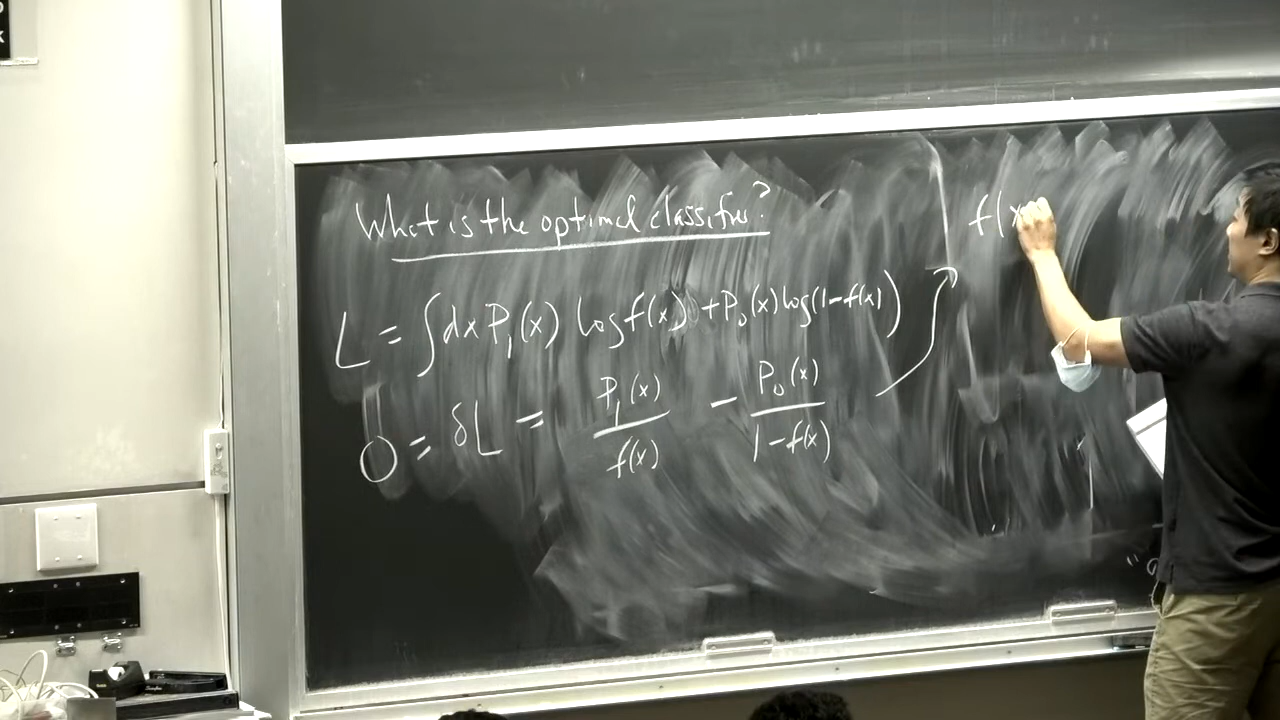 What is the optimal classifier?
L = ∫dx P₁(x) log f(x) + P₀(x) log(1-f(x))
0 = δL = P₁(x)/f(x) - P₀(x)/(1-f(x))
f(x